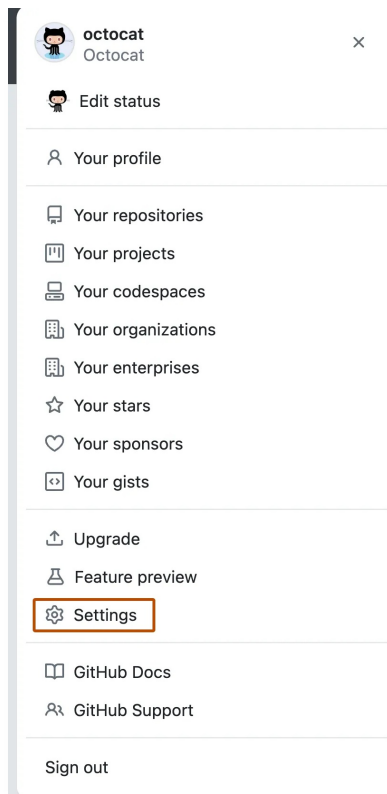 octocat
Octocat
Edit status
Your profile
Your repositories
Your projects
Your codespaces
Your organizations
Your enterprises
Your stars
Your sponsors
Your gists
Upgrade
Feature preview
Settings
GitHub Docs
GitHub Support
Sign out